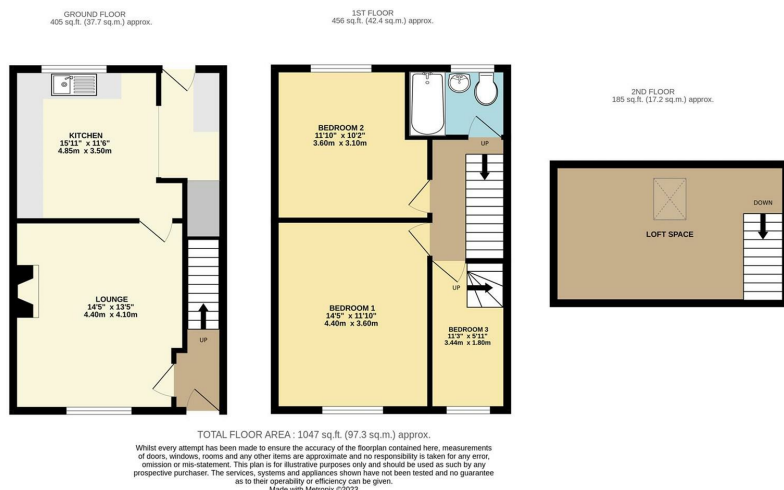 GROUND FLOOR
405 sq.ft. (37.7 sq.m.) approx.
1ST FLOOR
456 sq.ft. (42.4 sq.m.) approx.
2ND FLOOR
185 sq.ft. (17.2 sq.m.) approx.
KITCHEN
15'11" x 11'6"
4.85m x 3.50m
LOUNGE
14'5" x 13'5"
4.40m x 4.10m
UP
BEDROOM 2
11'10" x 10'2"
3.60m x 3.10m
UP
BEDROOM 1
14'5" x 11'10"
4.40m x 3.60m
UP
BEDROOM 3
11'3" x 5'11"
3.44m x 1.80m
DOWN
LOFT SPACE
TOTAL FLOOR AREA : 1047 sq.ft. (97.3 sq.m.) approx.
Whilst every attempt has been made to ensure the accuracy of the floorplan contained here, measurements
of doors, windows, rooms and any other items are approximate and no responsibility is taken for any error,
omission or mis-statement. This plan is for illustrative purposes only and should be used as such by any
prospective purchaser. The services, systems and appliances shown have not been tested and no guarantee
as to their operability or efficiency can be given.
Made with Metropix ©2023